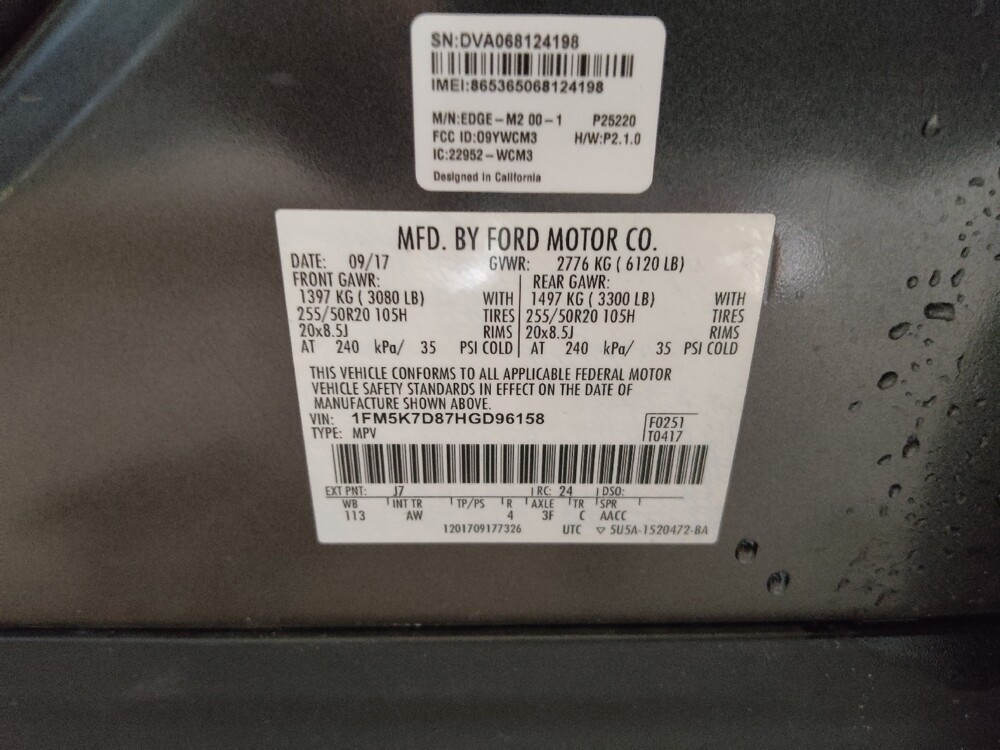 SN:DVA068124198
IMEI:865365068124198
M/N:EDGE-M2 00-1 P25220
FCC ID:O9YWCM3 H/W:P2.1.0
IC:22952-WCM3
Designed in California
MFD. BY FORD MOTOR CO.
DATE: 09/17 GVWR: 2776 KG ( 6120 LB)
FRONT GAWR: REAR GAWR:
1397 KG ( 3080 LB) WITH 1497 KG ( 3300 LB) WITH
255/50R20 105H TIRES 255/50R20 105H TIRES
20x8.5J RIMS 20x8.5J RIMS
AT 240 kPa/ 35 PSI COLD AT 240 kPa/ 35 PSI COLD
THIS VEHICLE CONFORMS TO ALL APPLICABLE FEDERAL MOTOR
VEHICLE SAFETY STANDARDS IN EFFECT ON THE DATE OF
MANUFACTURE SHOWN ABOVE.
VIN: 1FM5K7D87HGD96158 F0251
TYPE: MPV T0417
EXT PNT: J7 RC: 24 DSO:
WB INT TR TP/PS R AXLE TR SPR
113 AW 4 3F C AACC
1201709177326 UTC ▽ 5U5A-1520472-BA